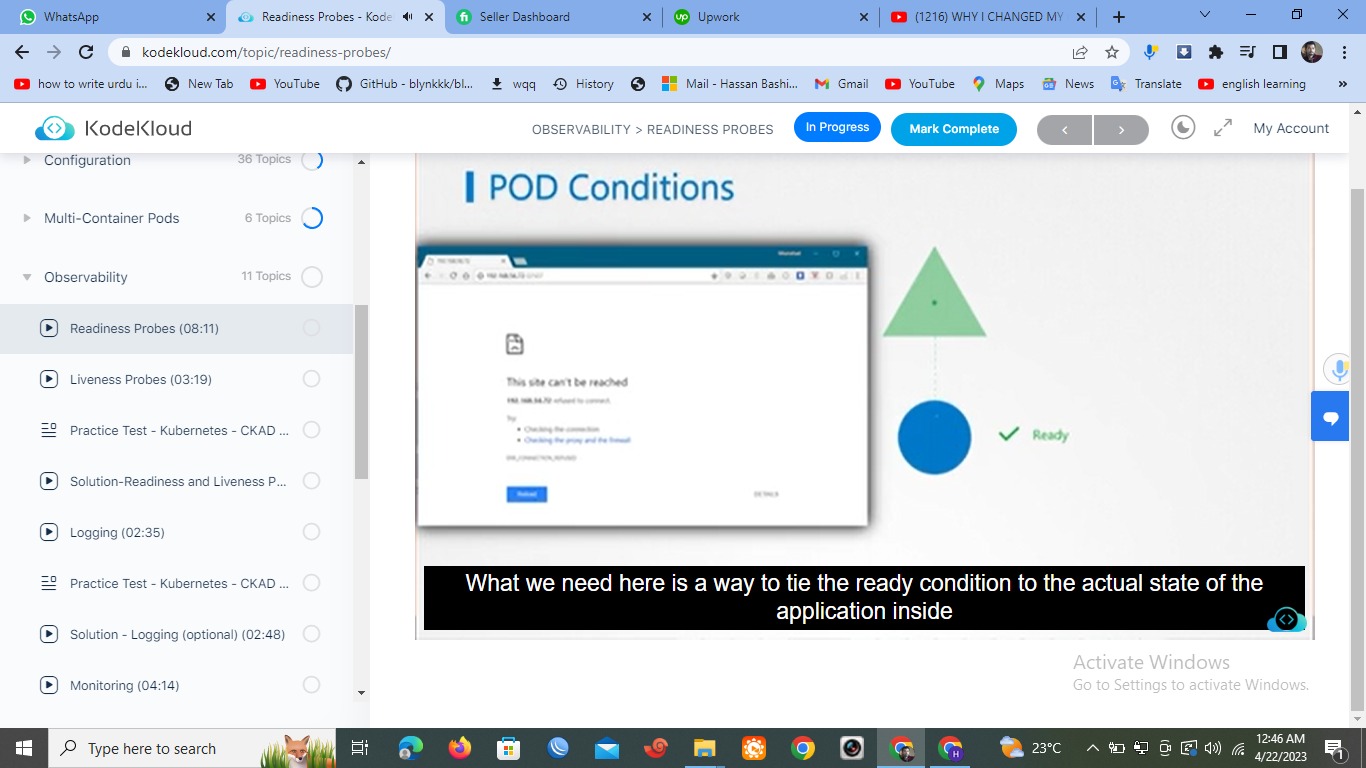 WhatsApp
Readiness Probes - Kode
Seller Dashboard
Upwork
(1216) WHY I CHANGED MY
kodekloud.com/topic/readiness-probes/
how to write urdu i...
New Tab
YouTube
GitHub - blynkkk/bl...
wqq
History
Mail - Hassan Bashi...
Gmail
YouTube
Maps
News
Translate
english learning
»
KodeKloud
OBSERVABILITY > READINESS PROBES
In Progress
Mark Complete
<
>
My Account
Configuration
36 Topics
Multi-Container Pods
6 Topics
Observability
11 Topics
Readiness Probes (08:11)
Liveness Probes (03:19)
Practice Test - Kubernetes - CKAD ...
Solution-Readiness and Liveness P...
Logging (02:35)
Practice Test - Kubernetes - CKAD ...
Solution - Logging (optional) (02:48)
Monitoring (04:14)
POD Conditions
This site can't be reached
refused to connect.
Try:
Checking the connection
Checking the proxy and the firewall
ERR_CONNECTION_REFUSED
Reload
DETAILS
Ready
What we need here is a way to tie the ready condition to the actual state of the
application inside
Activate Windows
Go to Settings to activate Windows.
Type here to search
23°C
12:46 AM
4/22/2023
1